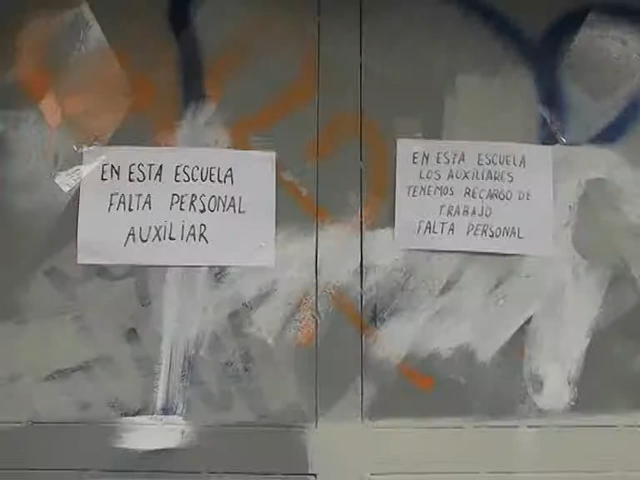 EN ESTA ESCUELA
FALTA PERSONAL
AUXILIAR
EN ESTA ESCUELA
LOS AUXILIARES
TENEMOS RECARGO DE
TRABAJO
FALTA PERSONAL